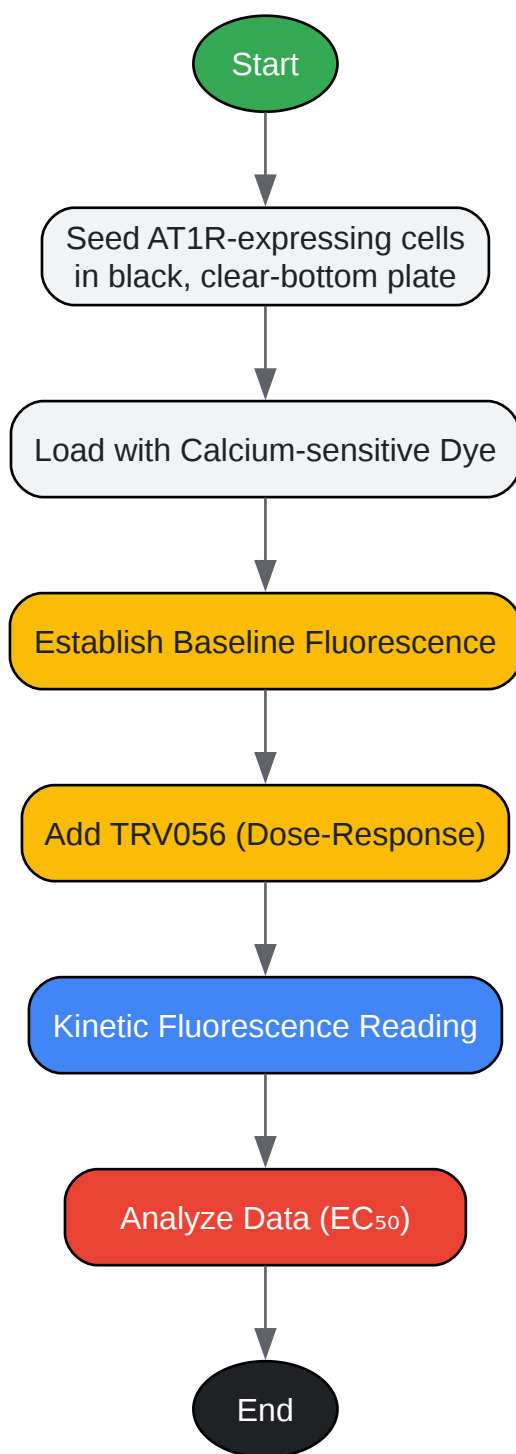 Start
Seed AT1R-expressing cells
in black, clear-bottom plate
Load with Calcium-sensitive Dye
Establish Baseline Fluorescence
Add TRV056 (Dose-Response)
Kinetic Fluorescence Reading
Analyze Data (EC₅₀)
End